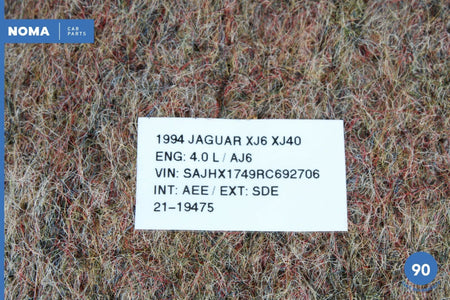 NOMA CAR
PARTS
1994 JAGUAR XJ6 XJ40
ENG: 4.0 L / AJ6
VIN: SAJHX1749RC692706
INT: AEE / EXT: SDE
21-19475
90